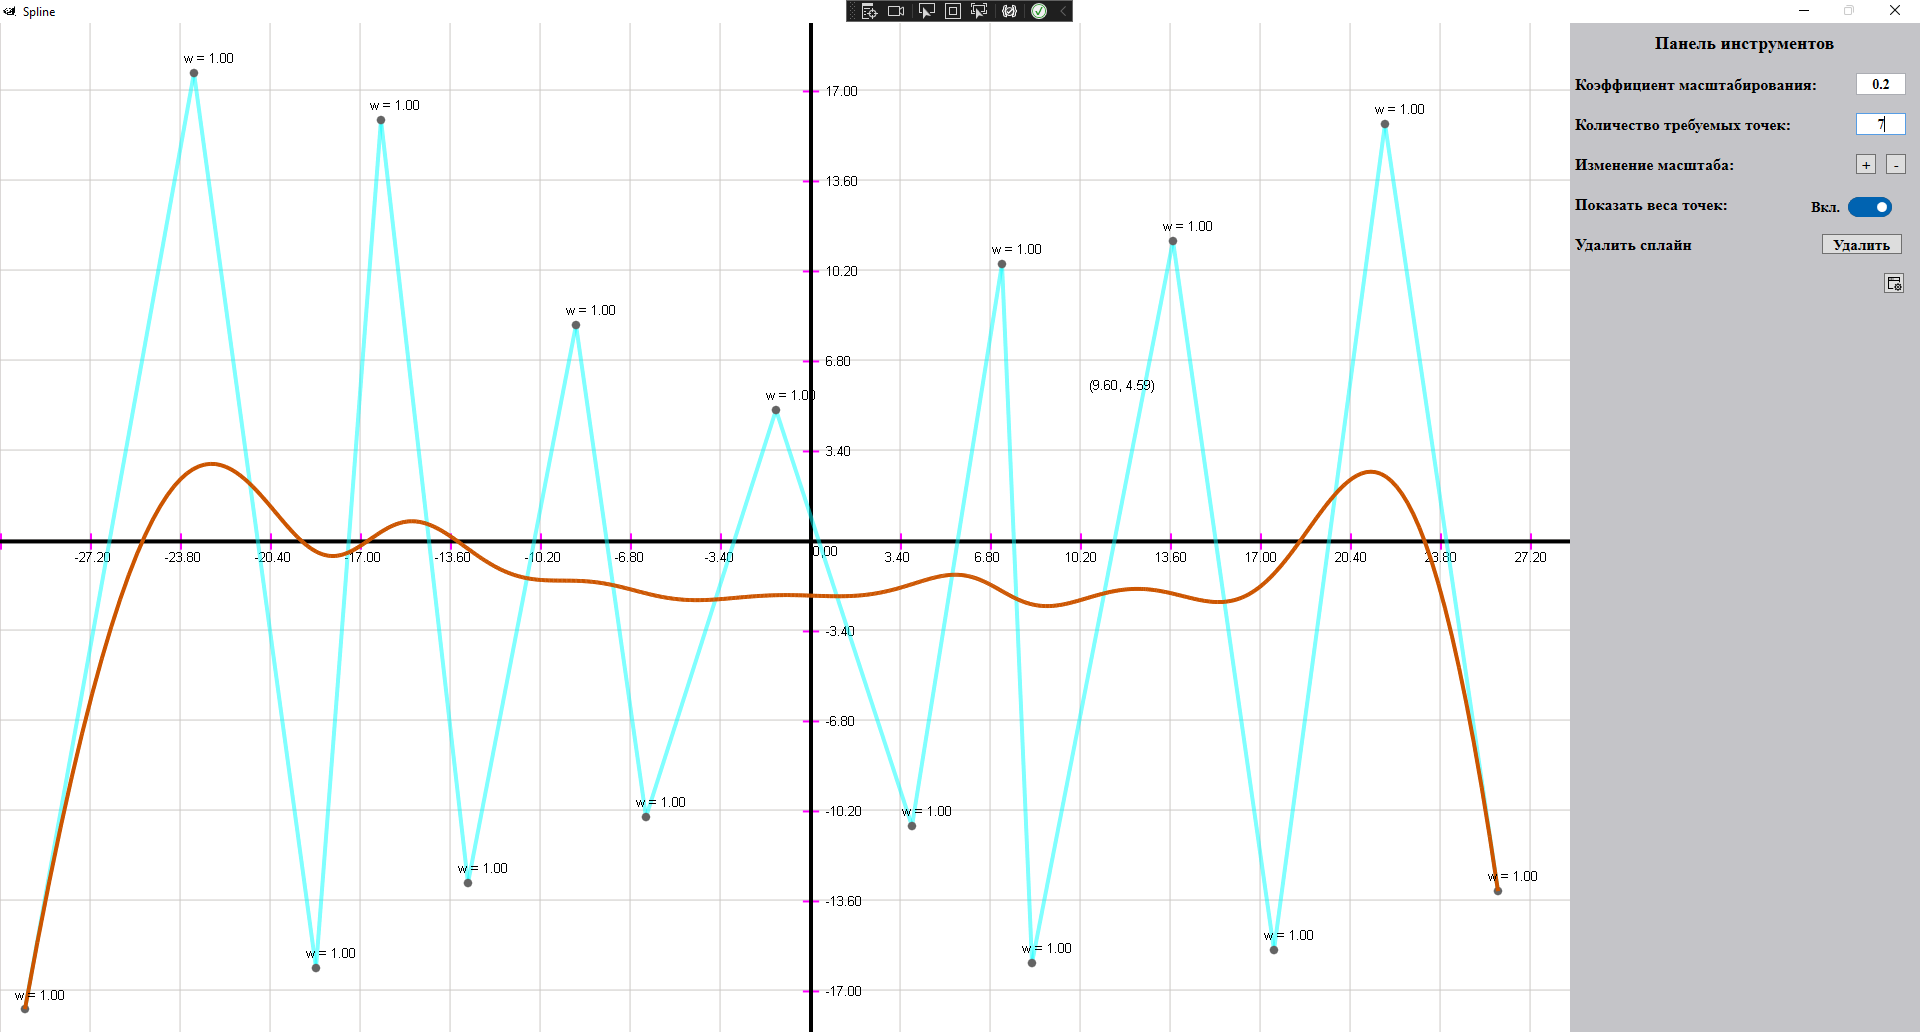 Spline
Панель инструментов
Коэффициент масштабирования: 0.2
Количество требуемых точек: 7
Изменение масштаба: + -
Показать веса точек: Вкл.
Удалить сплайн Удалить
w = 1.00
17.00
w = 1.00
w = 1.00
13.60
w = 1.00
w = 1.00
10.20
w = 1.00
6.80
(9.60, 4.59)
w = 1.00
3.40
-27.20 -23.80 -20.40 -17.00 -13.60 -10.20 -6.80 -3.40 0.00 3.40 6.80 10.20 13.60 17.00 20.40 23.80 27.20
-3.40
-6.80
w = 1.00
-10.20
w = 1.00
w = 1.00
w = 1.00
-13.60
w = 1.00
w = 1.00
w = 1.00
-17.00
w = 1.00